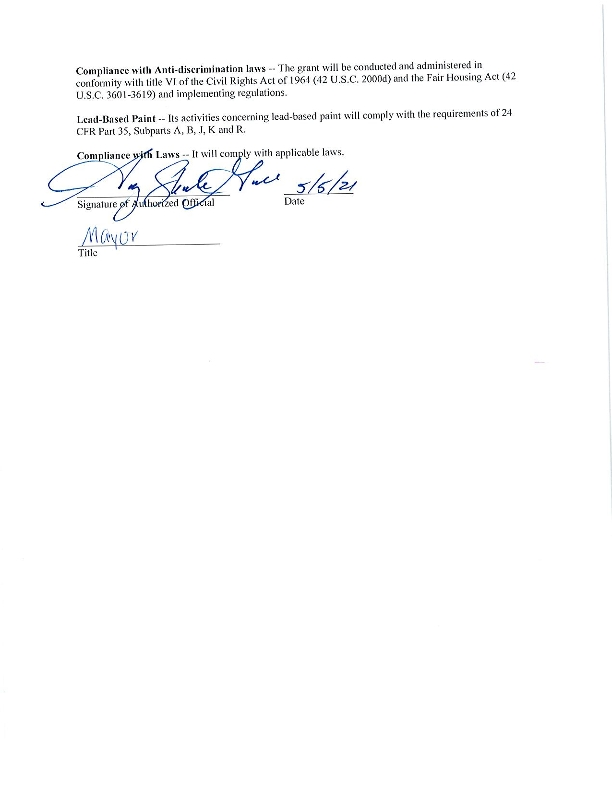 Compliance with Anti-discrimination laws -- The grant will be conducted and administered in
conformity with title VI of the Civil Rights Act of 1964 (42 U.S.C. 2000d) and the Fair Housing Act (42
U.S.C. 3601-3619) and implementing regulations.
Lead-Based Paint -- Its activities concerning lead-based paint will comply with the requirements of 24
CFR Part 35, Subparts A, B, J, K and R.
Compliance with Laws -- It will comply with applicable laws.
5/5/21
Signature of Authorized Official Date
Mayor
Title